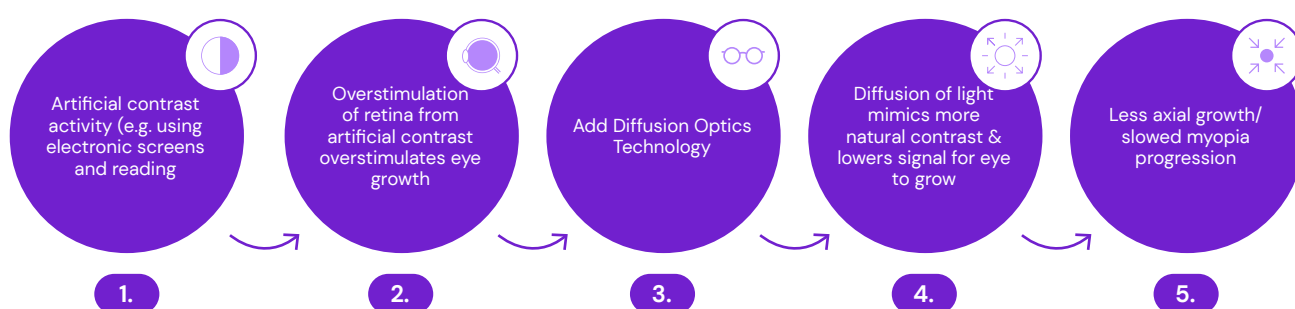 Artificial contrast
activity (e.g. using
electronic screens
and reading
Overstimulation
of retina from
artificial contrast
overstimulates eye
growth
Add Diffusion Optics
Technology
Diffusion of light
mimics more
natural contrast &
lowers signal for eye
to grow
Less axial growth/
slowed myopia
progression
1.
2.
3.
4.
5.